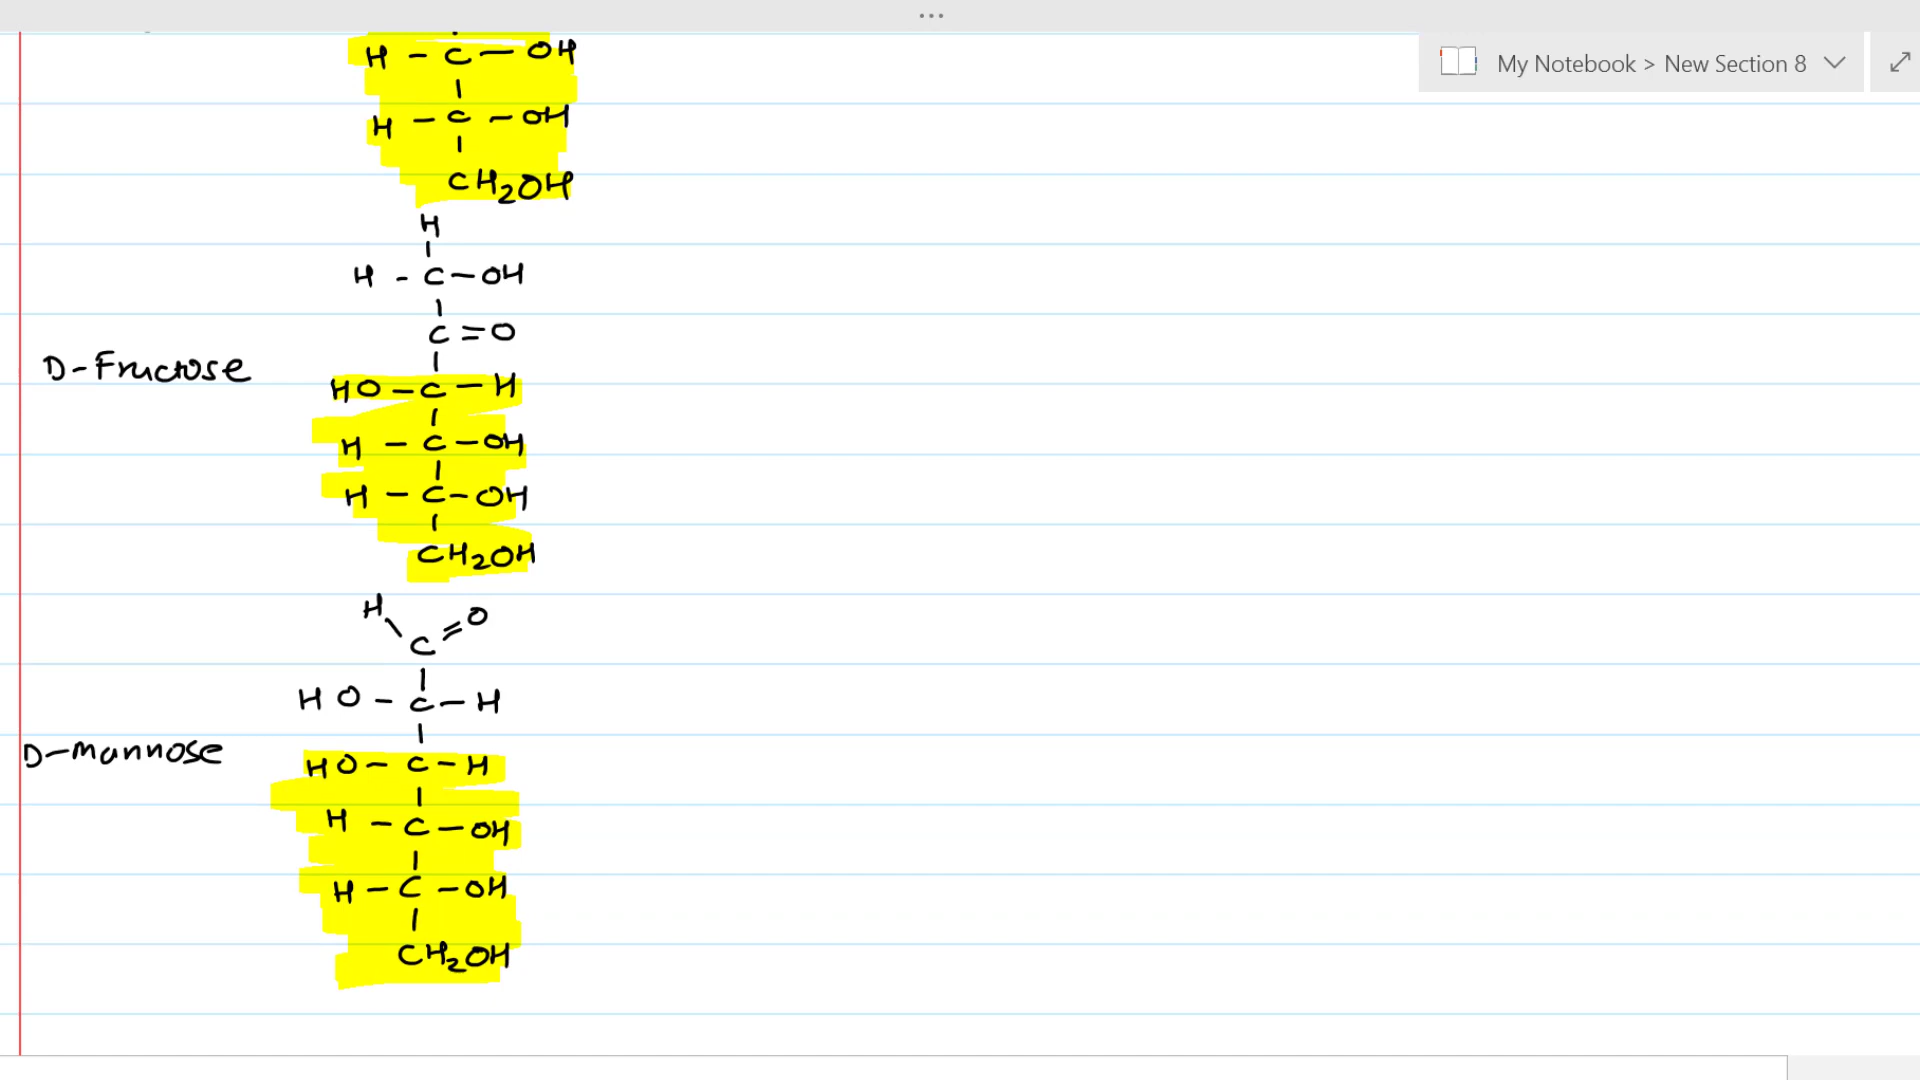 ...
My Notebook > New Section 8
H - C - OH
H - C - OH
CH2OH
H
H - C - OH
C = O
D-Fructose
HO - C - H
H - C - OH
H - C - OH
CH2OH
H O
C
HO - C - H
D-mannose
HO - C - H
H - C - OH
H - C - OH
CH2OH